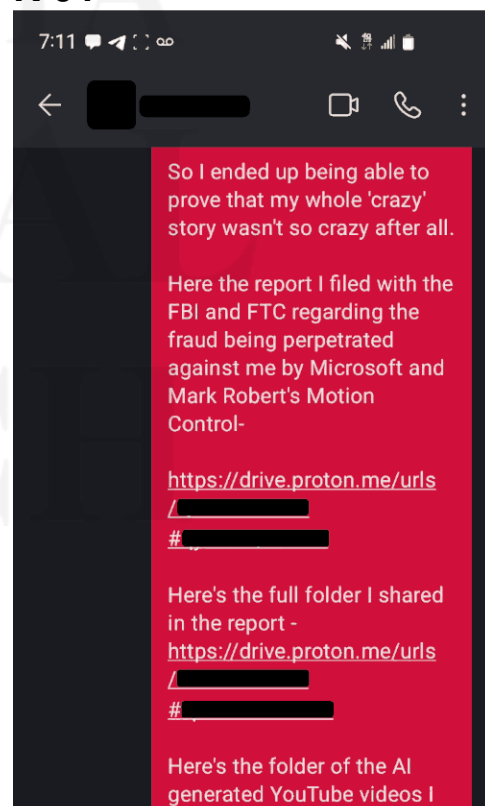 7:11
So I ended up being able to
prove that my whole 'crazy'
story wasn't so crazy after all.
Here the report I filed with the
FBI and FTC regarding the
fraud being perpetrated
against me by Microsoft and
Mark Robert's Motion
Control-
https://drive.proton.me/urls
/
#
Here's the full folder I shared
in the report -
https://drive.proton.me/urls
/
#
Here's the folder of the AI
generated YouTube videos I